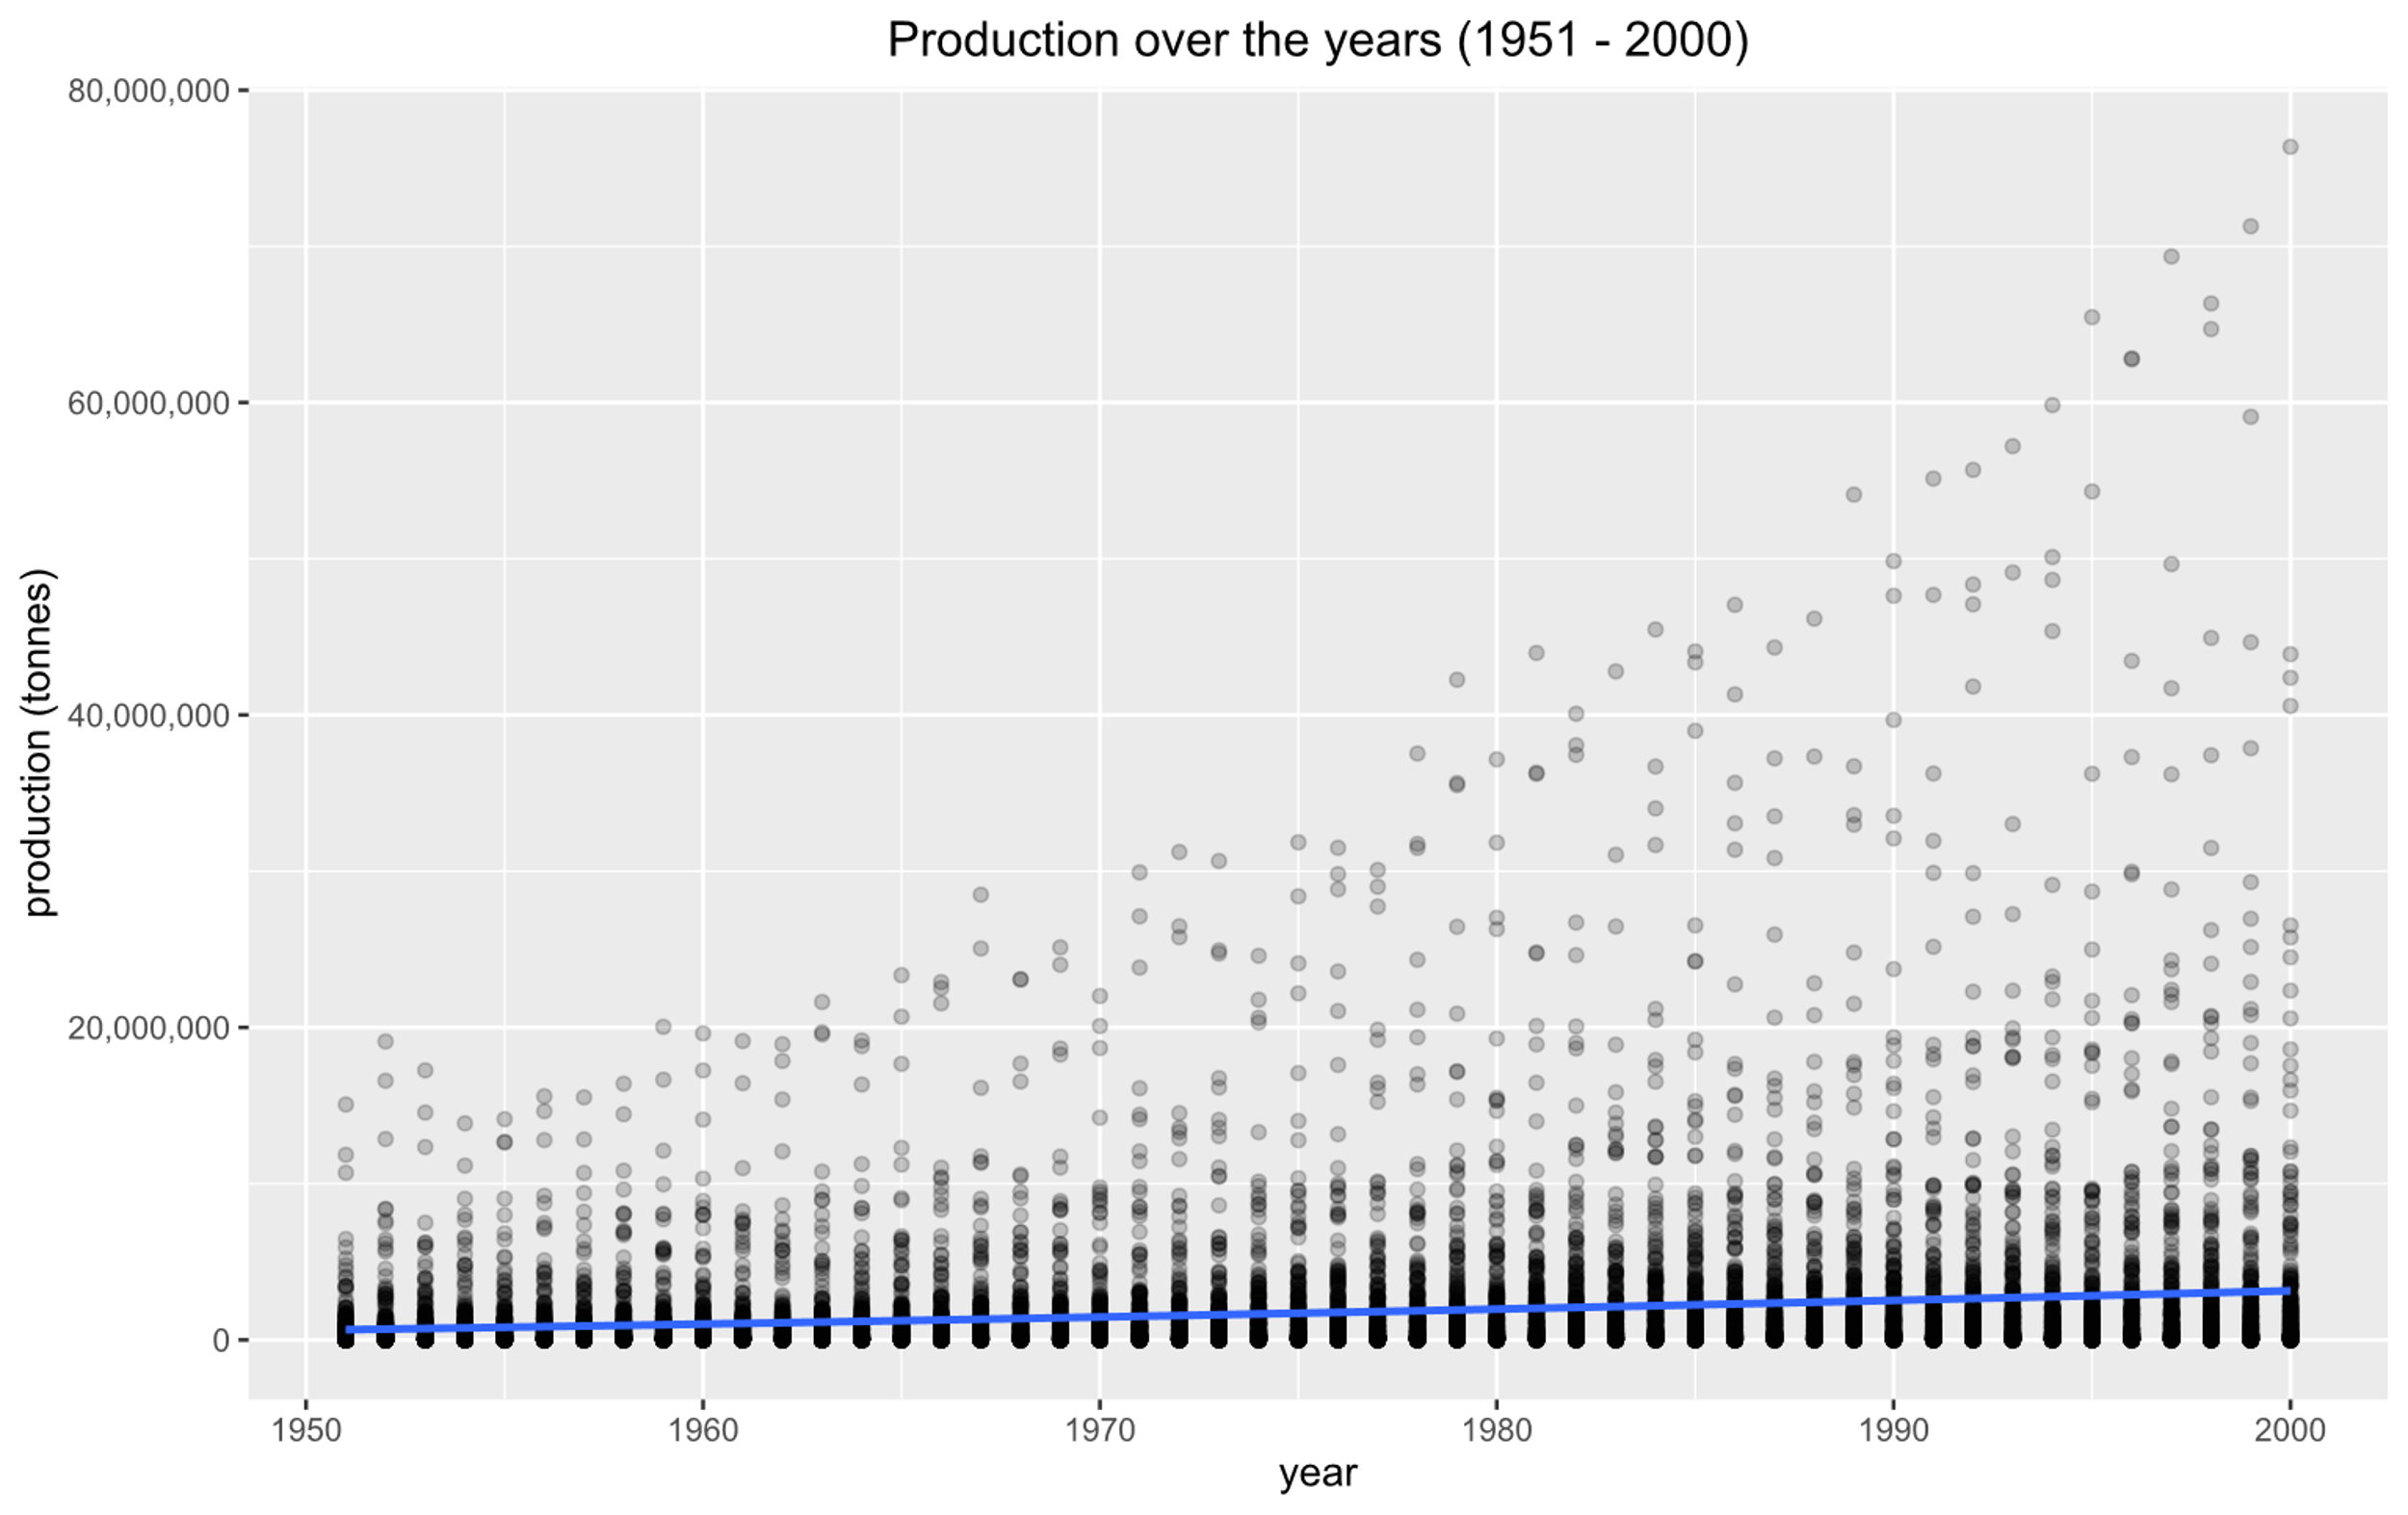 Production over the years (1951 - 2000)
80,000,000
60,000,000
40,000,000
20,000,000
0
production (tonnes)
1950 1960 1970 1980 1990 2000
year